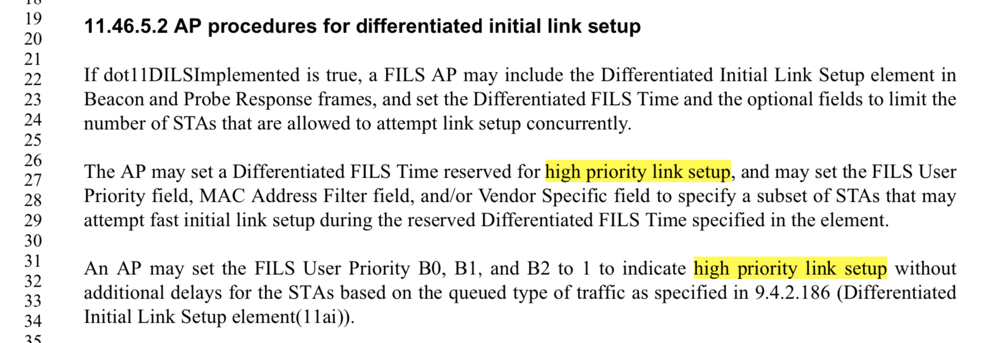 18
19
11.46.5.2 AP procedures for differentiated initial link setup
20
21
22 If dot11DILSImplemented is true, a FILS AP may include the Differentiated Initial Link Setup element in
23 Beacon and Probe Response frames, and set the Differentiated FILS Time and the optional fields to limit the
24 number of STAs that are allowed to attempt link setup concurrently.
25
26
27 The AP may set a Differentiated FILS Time reserved for high priority link setup, and may set the FILS User
28 Priority field, MAC Address Filter field, and/or Vendor Specific field to specify a subset of STAs that may
29 attempt fast initial link setup during the reserved Differentiated FILS Time specified in the element.
30
31 An AP may set the FILS User Priority B0, B1, and B2 to 1 to indicate high priority link setup without
32
33 additional delays for the STAs based on the queued type of traffic as specified in 9.4.2.186 (Differentiated
34 Initial Link Setup element(11ai)).
35